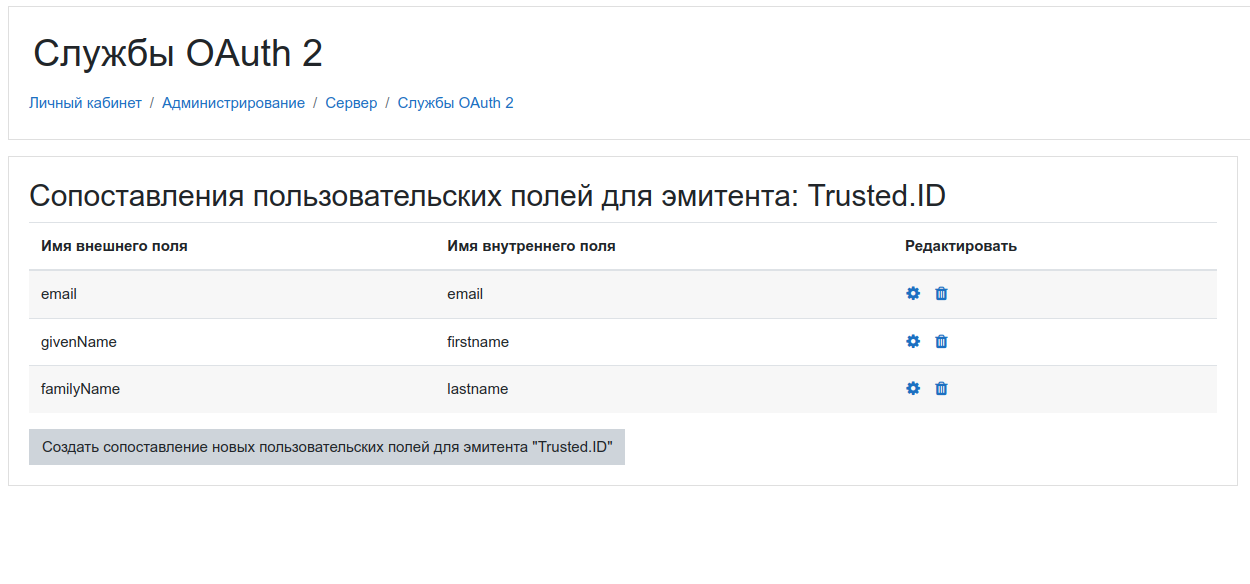 Службы OAuth 2
Личный кабинет / Администрирование / Сервер / Службы OAuth 2
Сопоставления пользовательских полей для эмитента: Trusted.ID
Имя внешнего поля Имя внутреннего поля Редактировать
email email
givenName firstname
familyName lastname
Создать сопоставление новых пользовательских полей для эмитента "Trusted.ID"